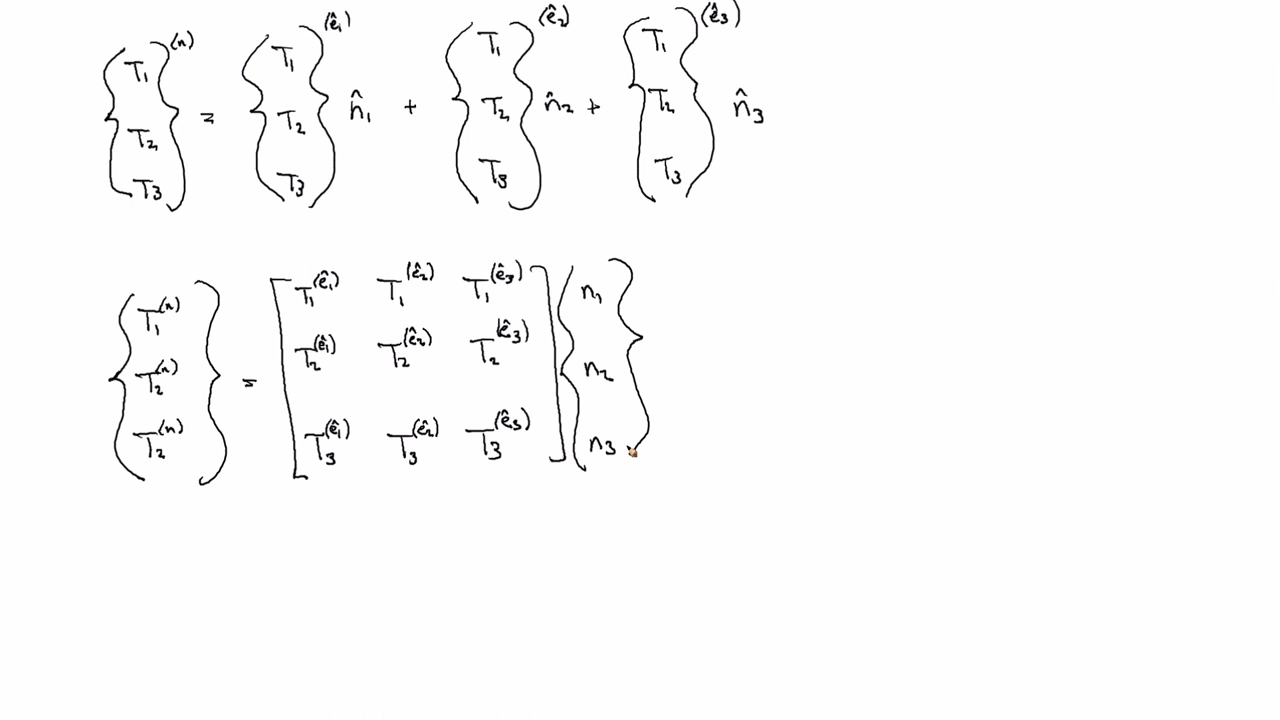 {T₁ T₂ T₃}⁽ⁿ⁾ = {T₁ T₂ T₃}^(ê₁) n̂₁ + {T₁ T₂ T₃}^(ê₂) n̂₂ + {T₁ T₂ T₃}^(ê₃) n̂₃
{T₁⁽ⁿ⁾ T₂⁽ⁿ⁾ T₂⁽ⁿ⁾} = [T₁^(ê₁) T₁^(ê₂) T₁^(ê₃)
T₂^(ê₁) T₂^(ê₂) T₂^(ê₃)
T₃^(ê₁) T₃^(ê₂) T₃^(ê₃)] {n₁ n₂ n₃}